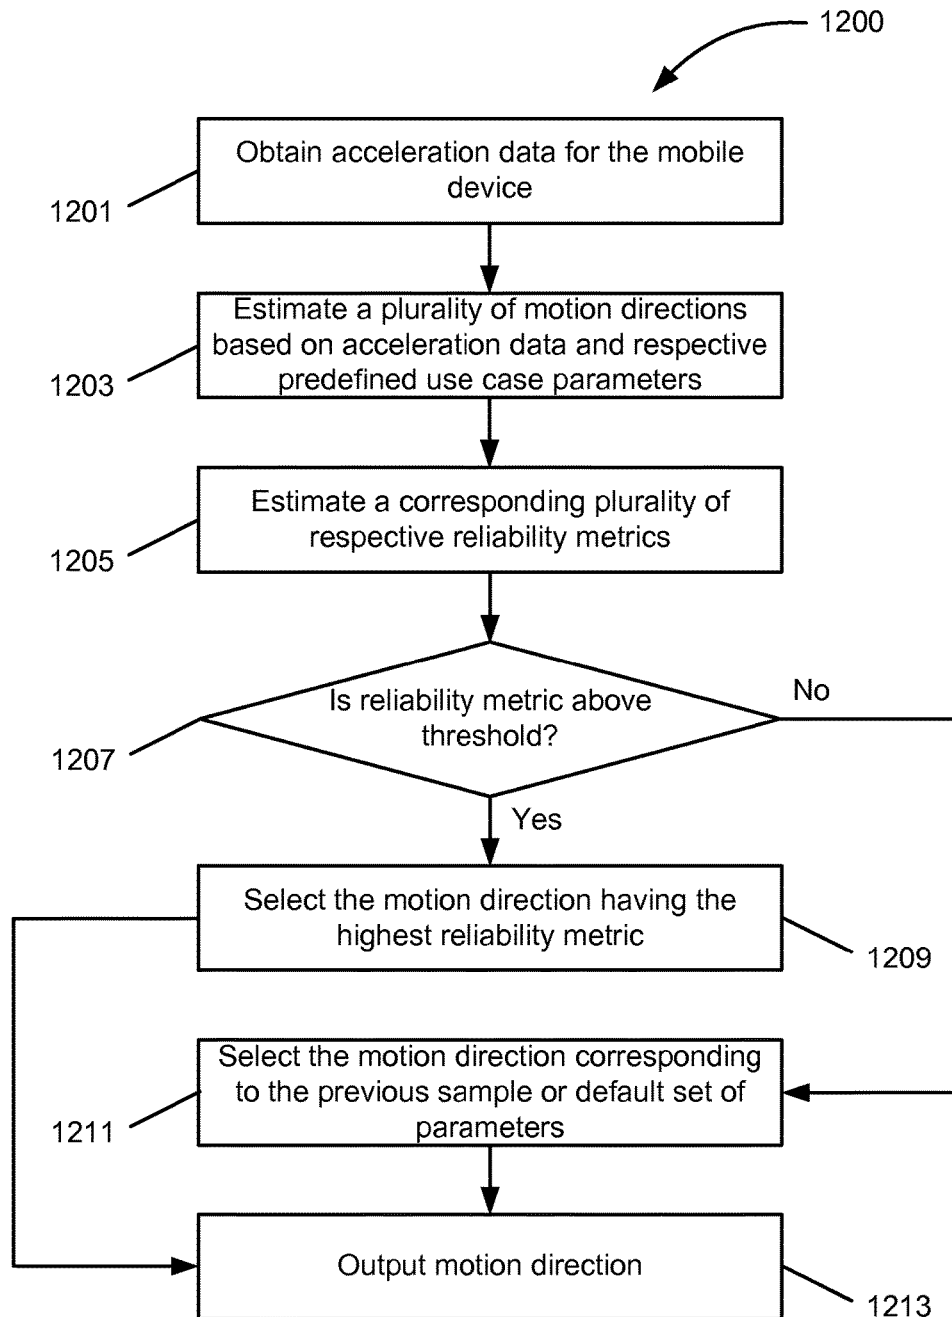 1200
Obtain acceleration data for the mobile
device
1201
Estimate a plurality of motion directions
based on acceleration data and respective
predefined use case parameters
1203
Estimate a corresponding plurality of
respective reliability metrics
1205
Is reliability metric above
threshold?
No
1207
Yes
Select the motion direction having the
highest reliability metric
1209
Select the motion direction corresponding
to the previous sample or default set of
parameters
1211
Output motion direction
1213